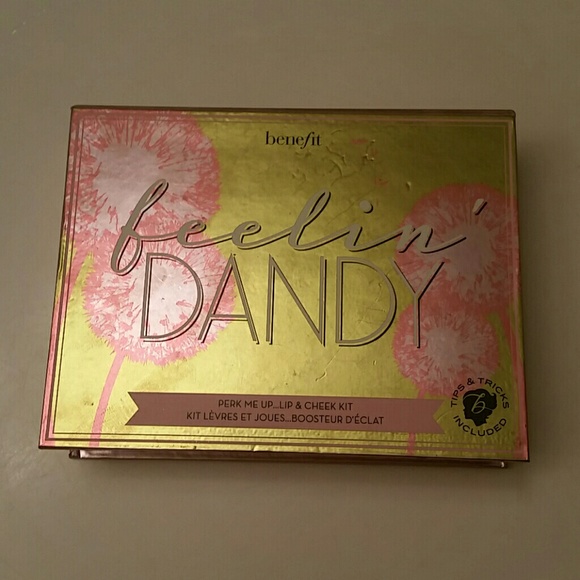 benefit
feelin'
DANDY
PERK ME UP...LIP & CHEEK KIT
KIT LÈVRES ET JOUES...BOOSTEUR D'ÉCLAT
TIPS & TRICKS
b
INCLUDED